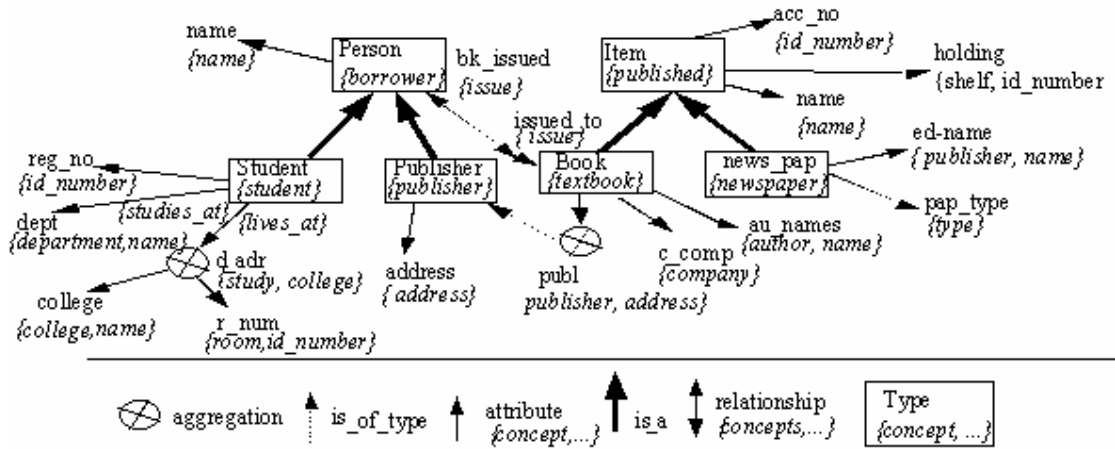 name
{name}
Person
{borrower}
bk_issued
{issue}
Item
{published}
acc_no
{id_number}
holding
{shelf, id_number
name
{name}
issued_to
{issue}
reg_no
{id_number}
Student
{student}
Publisher
{publisher}
Book
{textbook}
news_pap
{newspaper}
ed-name
{publisher, name}
pap_type
{type}
dept
{department,name}
{studies_at}
{lives_at}
d_adr
{study, college}
address
{address}
publ
publisher, address}
c_comp
{company}
au_names
{author, name}
college
{college,name}
r_num
{room,id_number}
aggregation
is_of_type
attribute
{concept,...}
is_a
relationship
{concepts,...}
Type
{concept, ...}